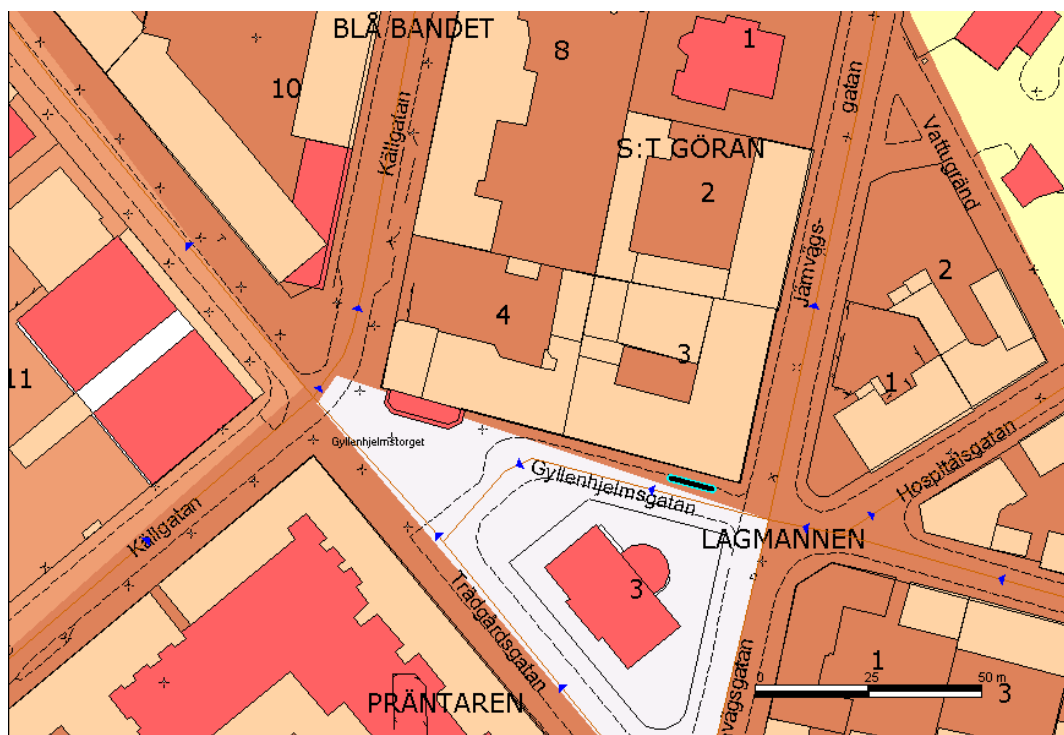 BLÅ BANDET
8
1
10
Källgatan
gatan
Vattugränd
S:T GÖRAN
2
Järnvägs-
2
4
3
11
1
Gyllenhjelmstorget
Hospitalsgatan
Gyllenhjelmsgatan
Källgatan
LAGMANNEN
3
Trädgårdsgatan
1
vägsgatan
0 25 50 m
3
PRÄNTAREN